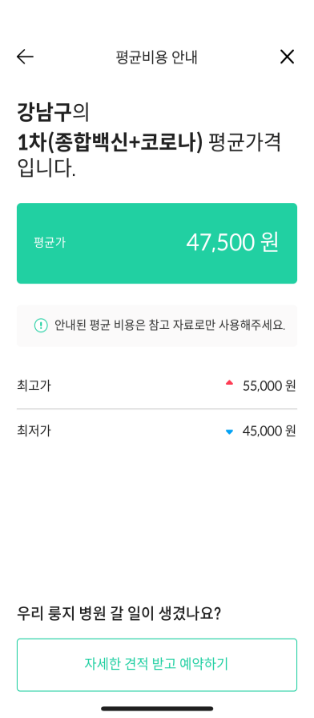 평균비용 안내
강남구의
1차(종합백신+코로나) 평균가격
입니다.
평균가 47,500 원
안내된 평균 비용은 참고 자료로만 사용해주세요.
최고가 55,000 원
최저가 45,000 원
우리 룽지 병원 갈 일이 생겼나요?
자세한 견적 받고 예약하기